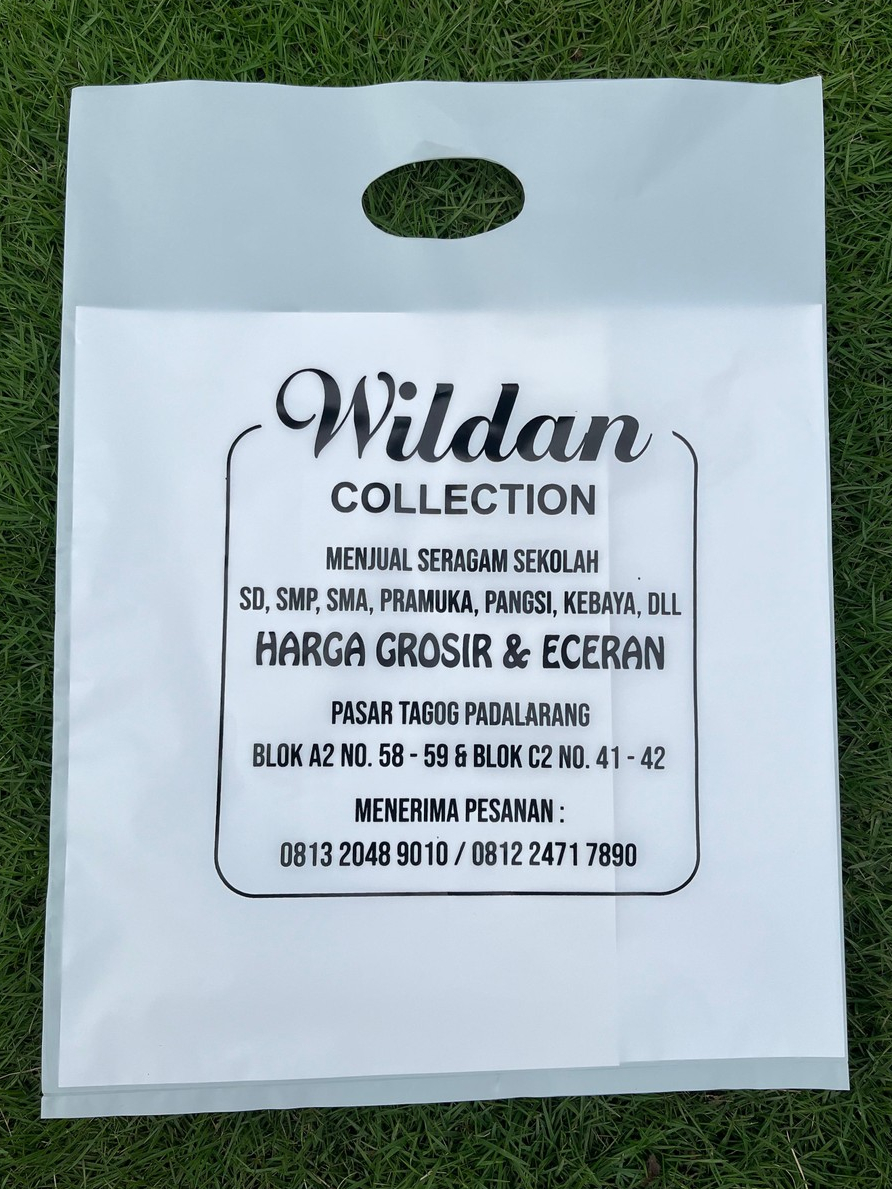 Wildan
COLLECTION
MENJUAL SERAGAM SEKOLAH
SD, SMP, SMA, PRAMUKA, PANGSI, KEBAYA, DLL
HARGA GROSIR & ECERAN
PASAR TAGOG PADALARANG
BLOK A2 NO. 58 - 59 & BLOK C2 NO. 41 - 42
MENERIMA PESANAN :
0813 2048 9010 / 0812 2471 7890